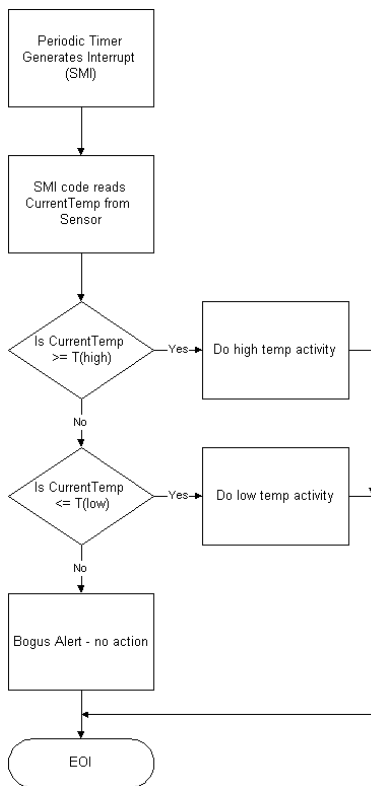 Periodic Timer
Generates Interrupt
(SMI)
SMI code reads
CurrentTemp from
Sensor
Is CurrentTemp
>= T(high)
Yes
Do high temp activity
No
Is CurrentTemp
<= T(low)
Yes
Do low temp activity
No
Bogus Alert - no action
EOI